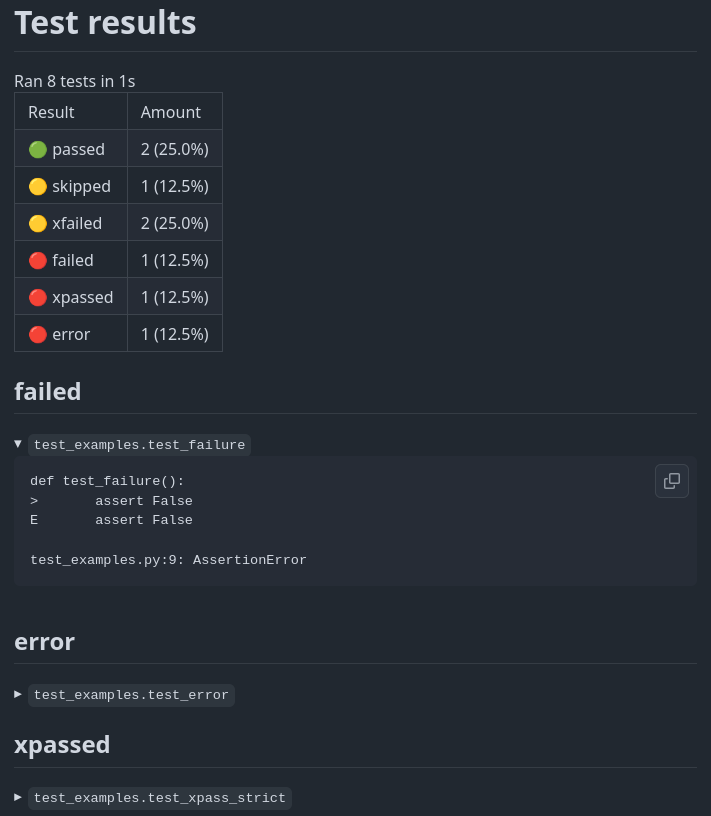 Test results
Ran 8 tests in 1s
Result Amount
🟢 passed 2 (25.0%)
🟡 skipped 1 (12.5%)
🟡 xfailed 2 (25.0%)
🔴 failed 1 (12.5%)
🔴 xpassed 1 (12.5%)
🔴 error 1 (12.5%)
failed
▼ test_examples.test_failure
def test_failure():
>       assert False
E       assert False
test_examples.py:9: AssertionError
error
► test_examples.test_error
xpassed
► test_examples.test_xpass_strict